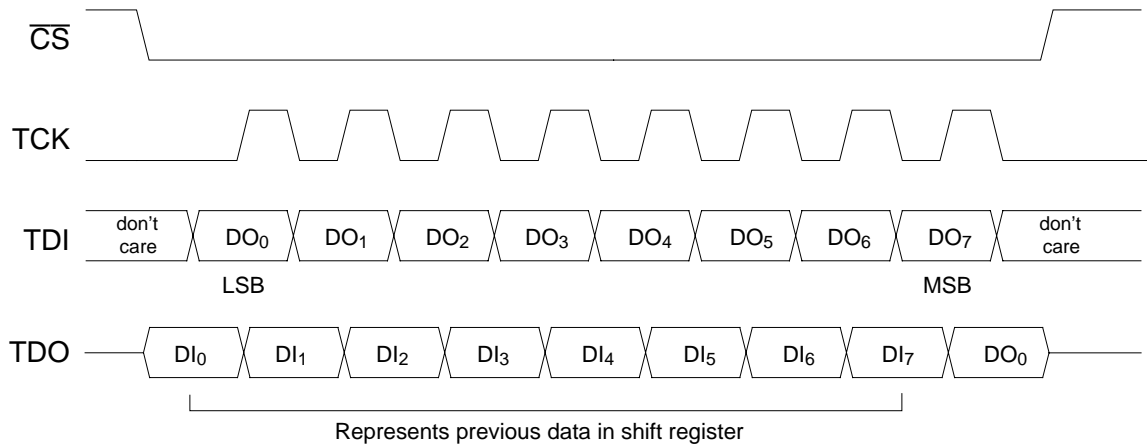 C̅S̅
TCK
TDI
don't
care
DO₀
DO₁
DO₂
DO₃
DO₄
DO₅
DO₆
DO₇
don't
care
LSB
MSB
TDO
DI₀
DI₁
DI₂
DI₃
DI₄
DI₅
DI₆
DI₇
DO₀
Represents previous data in shift register